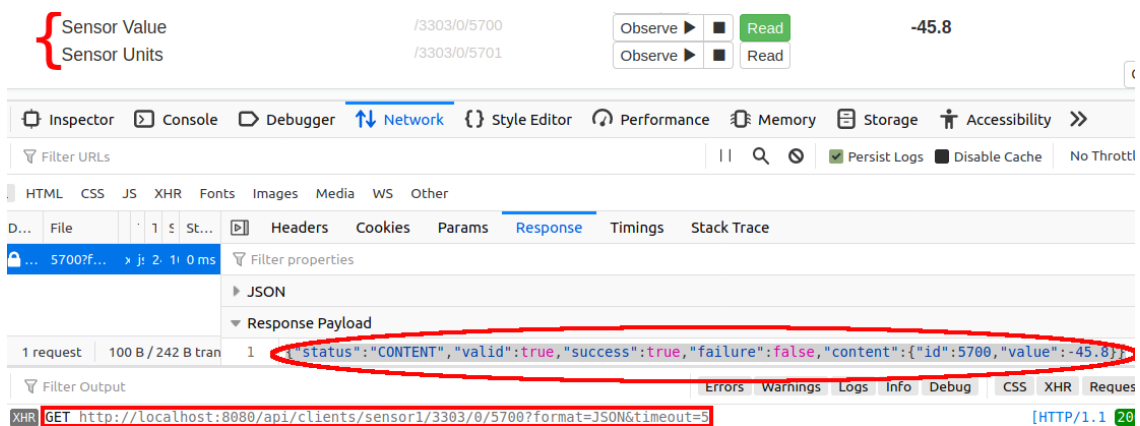 Sensor Value /3303/0/5700 Observe ▶ ■ Read -45.8
Sensor Units /3303/0/5701 Observe ▶ ■ Read
Inspector Console Debugger Network {} Style Editor Performance Memory Storage Accessibility
Filter URLs Persist Logs Disable Cache No Throttl
HTML CSS JS XHR Fonts Images Media WS Other
D... File T S St... Headers Cookies Params Response Timings Stack Trace
... 5700?f... x 0 ms Filter properties
JSON
Response Payload
1 request 100 B / 242 B tran 1 {"status":"CONTENT","valid":true,"success":true,"failure":false,"content":{"id":5700,"value":-45.8}}
Filter Output Errors Warnings Logs Info Debug CSS XHR Reques
XHR GET http://localhost:8080/api/clients/sensor1/3303/0/5700?format=JSON&timeout=5 [HTTP/1.1 20